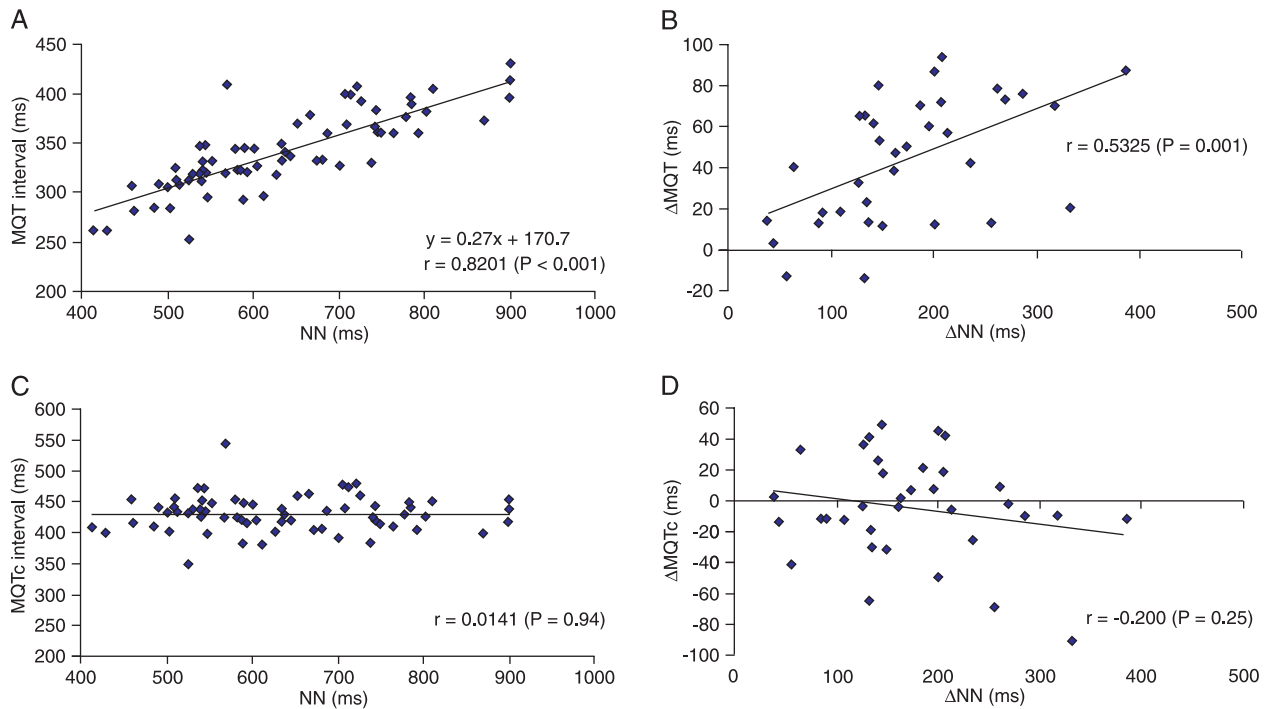 A
MQT interval (ms)
450
400
350
300
250
200
400 500 600 700 800 900 1000
NN (ms)
y = 0.27x + 170.7
r = 0.8201 (P < 0.001)
B
ΔMQT (ms)
100
80
60
40
20
0
-20
0 100 200 300 400 500
ΔNN (ms)
r = 0.5325 (P = 0.001)
C
MQTc interval (ms)
600
550
500
450
400
350
300
250
200
400 500 600 700 800 900 1000
NN (ms)
r = 0.0141 (P = 0.94)
D
ΔMQTc (ms)
60
40
20
0
-20
-40
-60
-80
-100
0 100 200 300 400 500
ΔNN (ms)
r = -0.200 (P = 0.25)